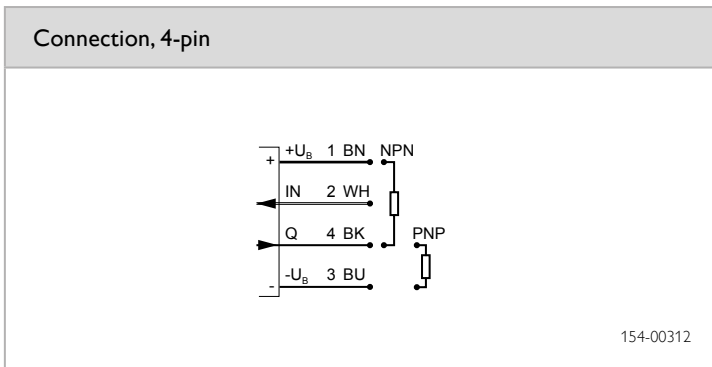 Connection, 4-pin
+ +U_B 1 BN NPN
IN 2 WH
Q 4 BK PNP
- -U_B 3 BU
154-00312